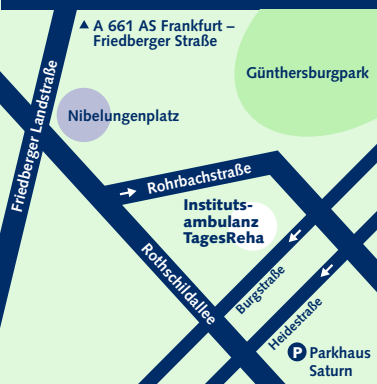 ▲ A 661 AS Frankfurt –
Friedberger Straße
Günthersburgpark
Friedberger Landstraße
Nibelungenplatz
Rohrbachstraße
Instituts-
ambulanz
TagesReha
Rothschildallee
Burgstraße
Heidestraße
P Parkhaus
Saturn